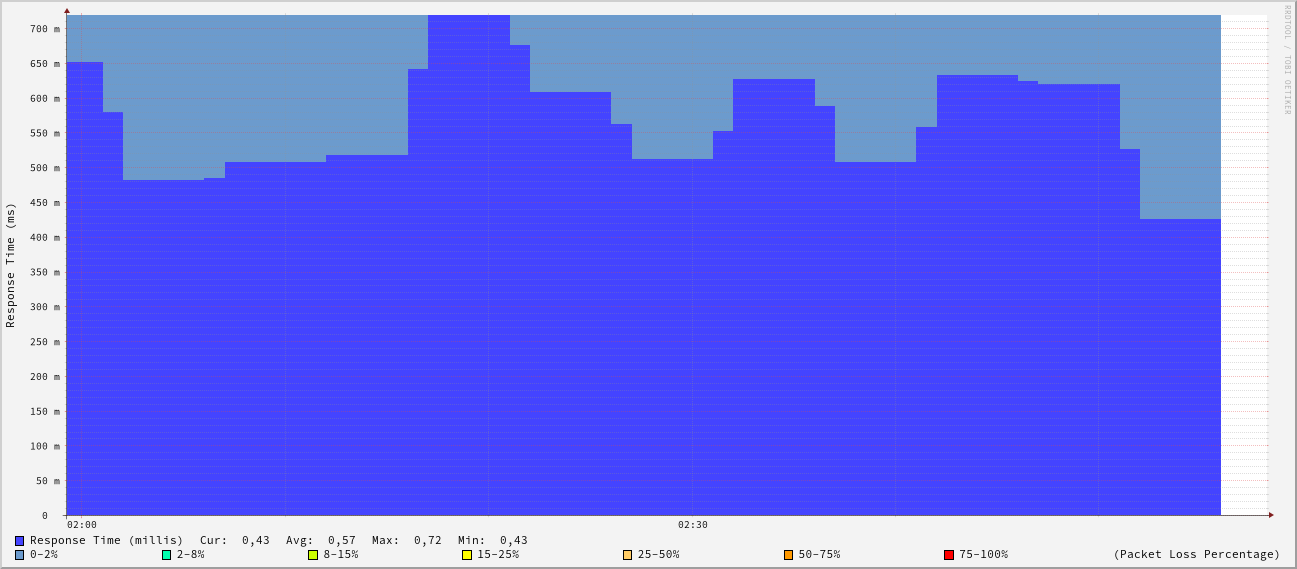 RRDTOOL / TOBI OETIKER
Response Time (ms)
700 m
650 m
600 m
550 m
500 m
450 m
400 m
350 m
300 m
250 m
200 m
150 m
100 m
50 m
0
02:00 02:30
Response Time (millis) Cur: 0,43 Avg: 0,57 Max: 0,72 Min: 0,43
0-2% 2-8% 8-15% 15-25% 25-50% 50-75% 75-100% (Packet Loss Percentage)